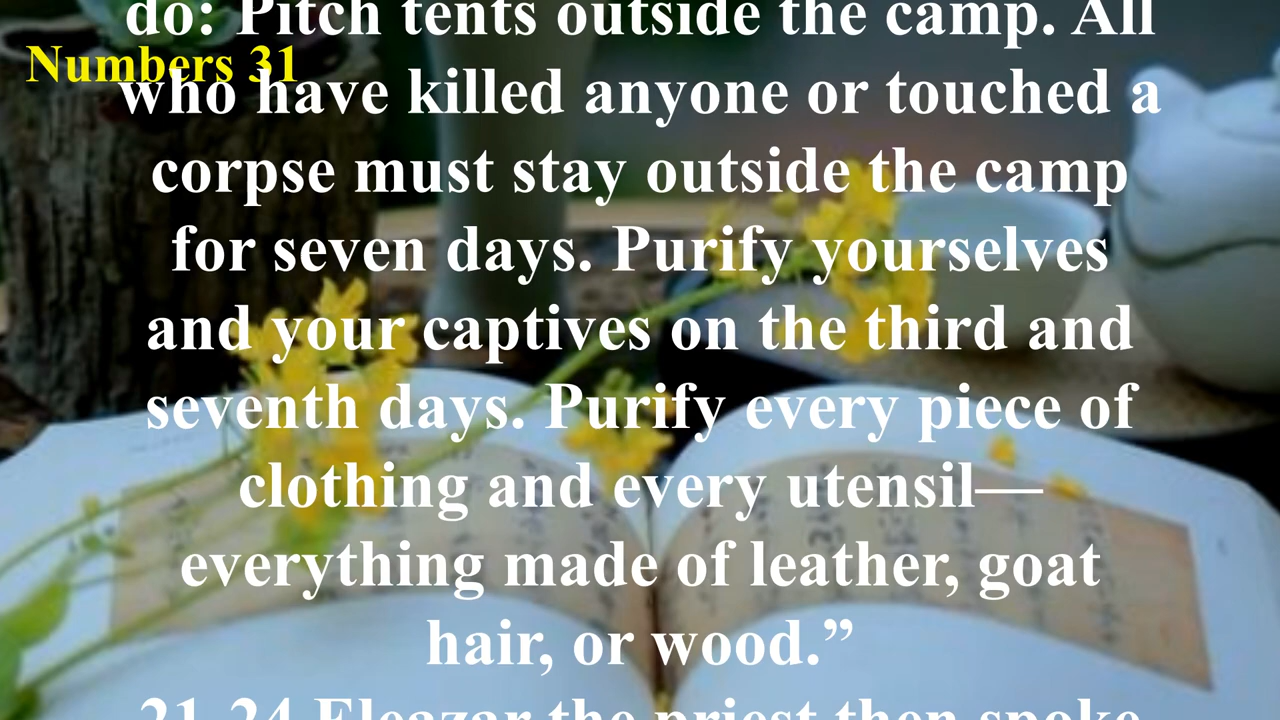 do: Pitch tents outside the camp. All
Numbers 31
who have killed anyone or touched a
corpse must stay outside the camp
for seven days. Purify yourselves
and your captives on the third and
seventh days. Purify every piece of
clothing and every utensil—
everything made of leather, goat
hair, or wood.”
21-24 Eleazar the priest then spoke